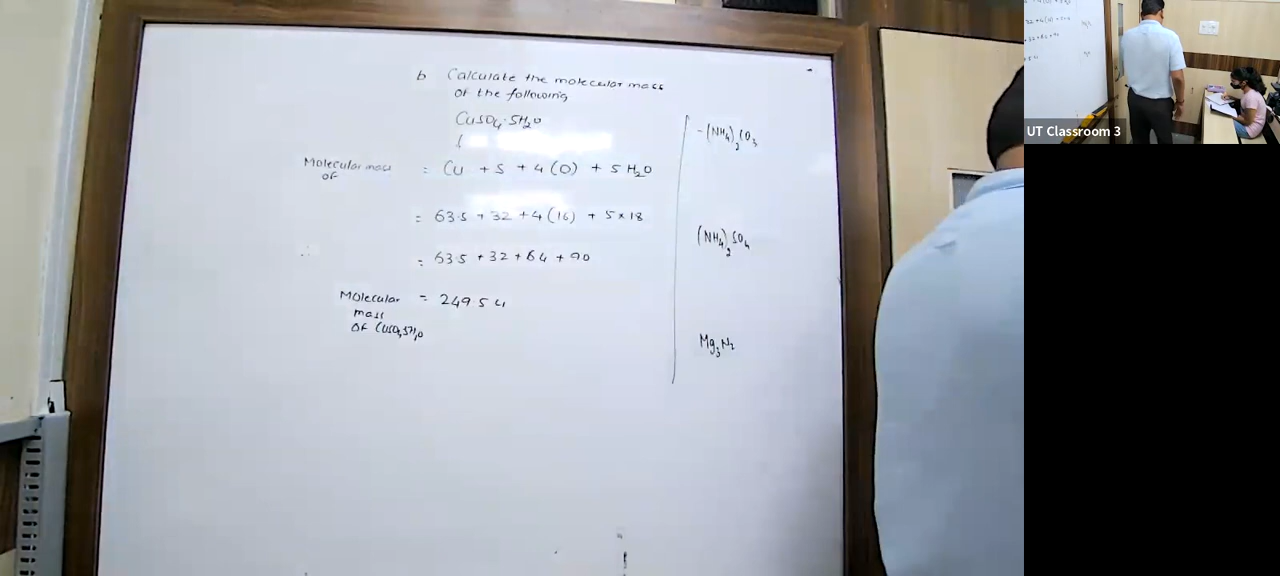 b Calculate the molecular mass
of the following
CuSO4·5H2O
Molecular mass
of
= Cu + S + 4(O) + 5H2O
= 63.5 + 32 + 4(16) + 5×18
= 63.5 + 32 + 64 + 90
Molecular
mass
of CuSO4·5H2O
= 249.5 u
-(NH4)2CO3
(NH4)2SO4
Mg3N2
UT Classroom 3